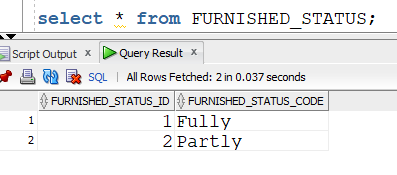 select * from FURNISHED_STATUS;
Script Output × Query Result ×
SQL | All Rows Fetched: 2 in 0.037 seconds
FURNISHED_STATUS_ID FURNISHED_STATUS_CODE
1 1 Fully
2 2 Partly